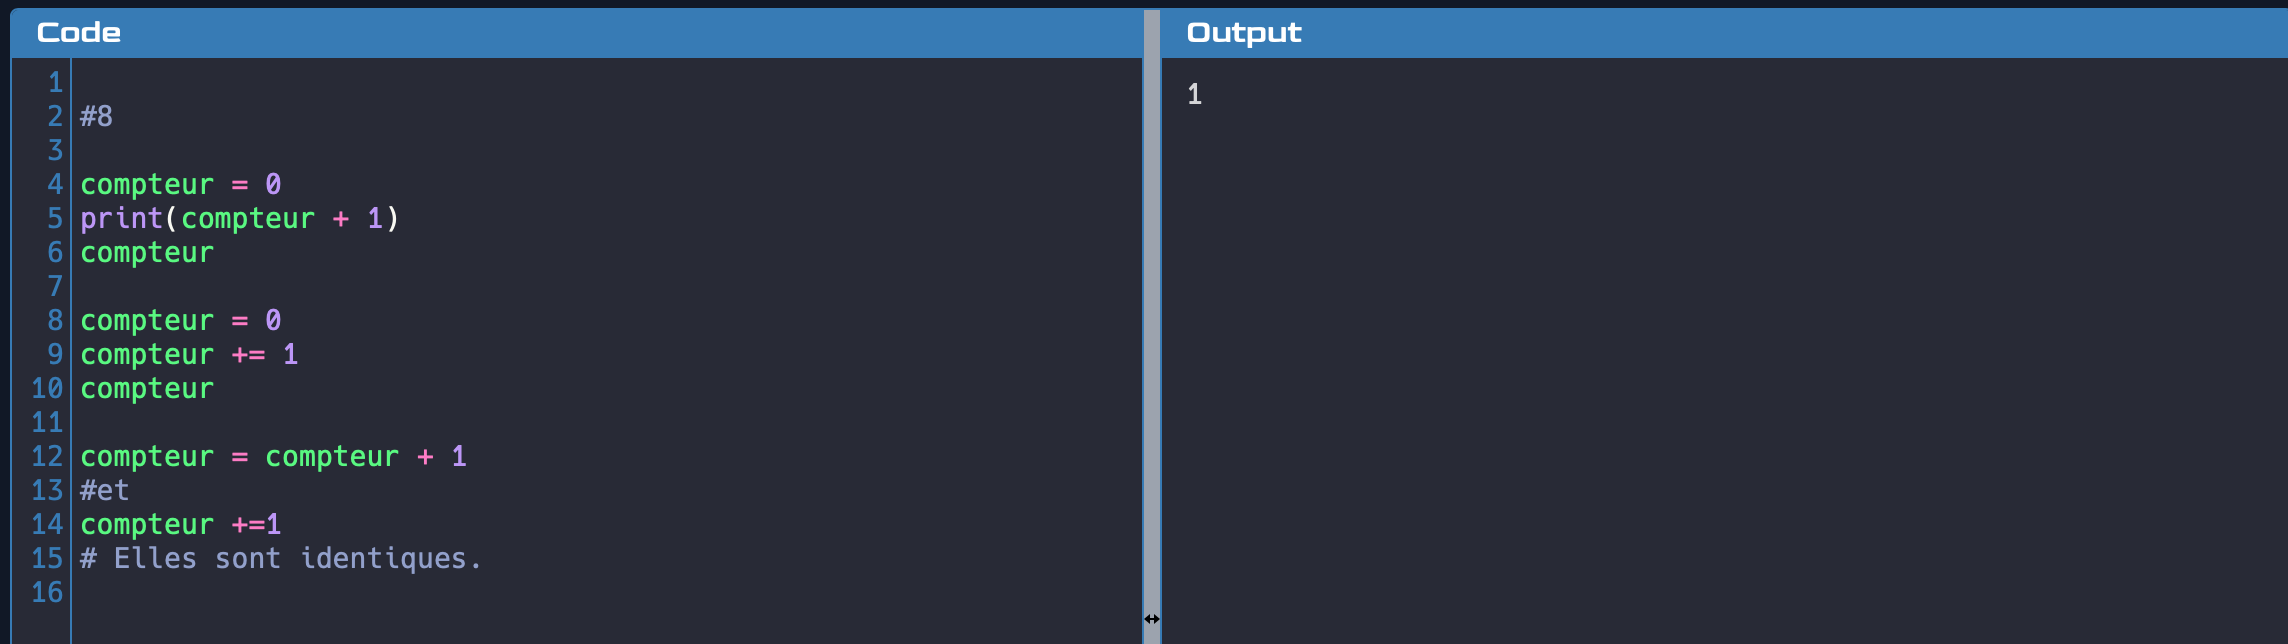 Code
1
2 #8
3
4 compteur = 0
5 print(compteur + 1)
6 compteur
7
8 compteur = 0
9 compteur += 1
10 compteur
11
12 compteur = compteur + 1
13 #et
14 compteur +=1
15 # Elles sont identiques.
16
Output
1